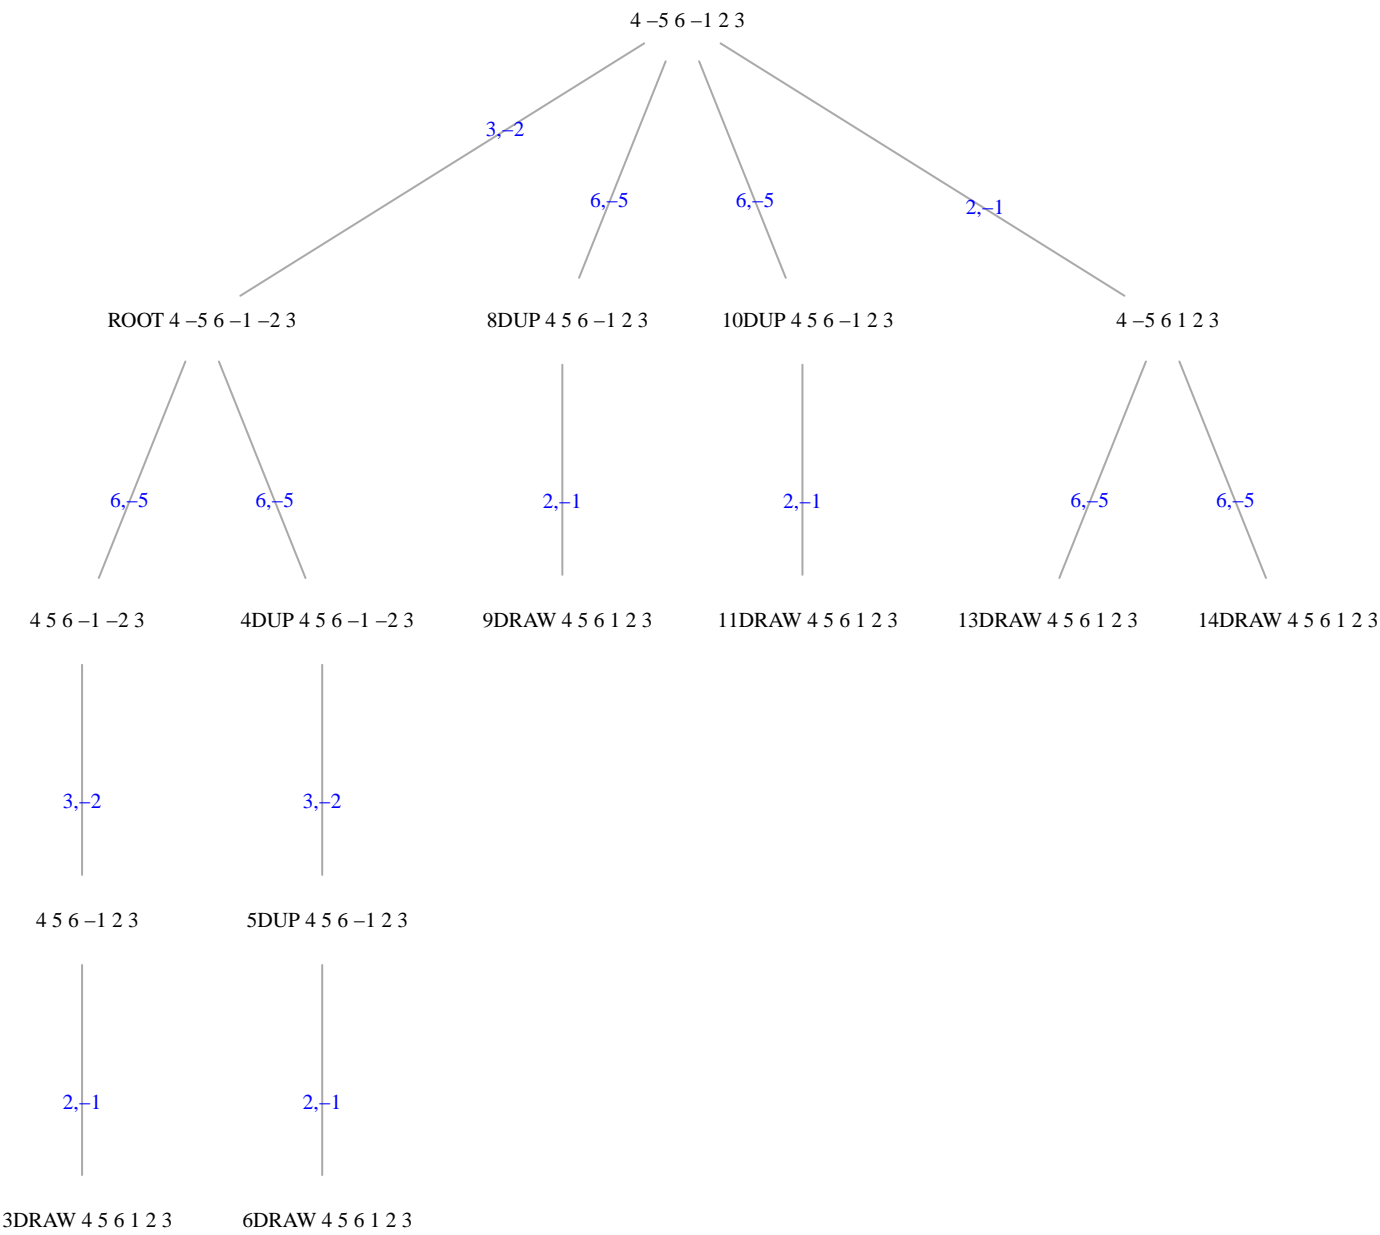 4 –5 6 –1 2 3
3,–2
6,–5
6,–5
2,–1
ROOT 4 –5 6 –1 –2 3
8DUP 4 5 6 –1 2 3
10DUP 4 5 6 –1 2 3
4 –5 6 1 2 3
6,–5
6,–5
2,–1
2,–1
6,–5
6,–5
4 5 6 –1 –2 3
4DUP 4 5 6 –1 –2 3
9DRAW 4 5 6 1 2 3
11DRAW 4 5 6 1 2 3
13DRAW 4 5 6 1 2 3
14DRAW 4 5 6 1 2 3
3,–2
3,–2
4 5 6 –1 2 3
5DUP 4 5 6 –1 2 3
2,–1
2,–1
3DRAW 4 5 6 1 2 3
6DRAW 4 5 6 1 2 3